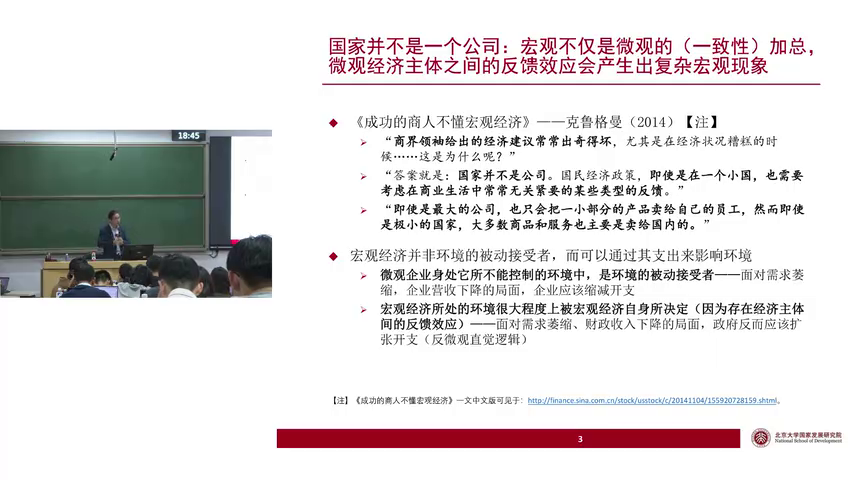 国家并不是一个公司：宏观不仅是微观的（一致性）加总，
微观经济主体之间的反馈效应会产生出复杂宏观现象
18:45
◆ 《成功的商人不懂宏观经济》——克鲁格曼（2014）【注】
➢ “商界领袖给出的经济建议常常出奇得坏，尤其是在经济状况糟糕的时
候……这是为什么呢？”
➢ “答案就是：国家并不是公司。国民经济政策，即使是在一个小国，也需要
考虑在商业生活中常常无关紧要的某些类型的反馈。”
➢ “即使是最大的公司，也只会把一小部分的产品卖给自己的员工，然而即使
是极小的国家，大多数商品和服务也主要是卖给国内的。”
◆ 宏观经济并非环境的被动接受者，而可以通过其支出来影响环境
➢ 微观企业身处它所不能控制的环境中，是环境的被动接受者——面对需求萎
缩，企业营收下降的局面，企业应该缩减开支
➢ 宏观经济所处的环境很大程度上被宏观经济自身所决定（因为存在经济主体
间的反馈效应）——面对需求萎缩、财政收入下降的局面，政府反而应该扩
张开支（反微观直觉逻辑）
【注】《成功的商人不懂宏观经济》一文中文版可见于：http://finance.sina.com.cn/stock/usstock/c/20141104/155920728159.shtml。
3
北京大学国家发展研究院
National School of Development